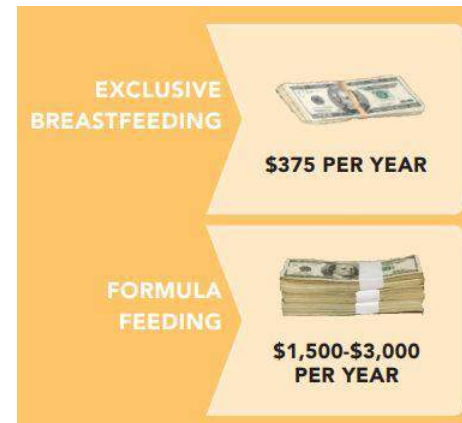 EXCLUSIVE
BREASTFEEDING
$375 PER YEAR
FORMULA
FEEDING
$1,500-$3,000
PER YEAR